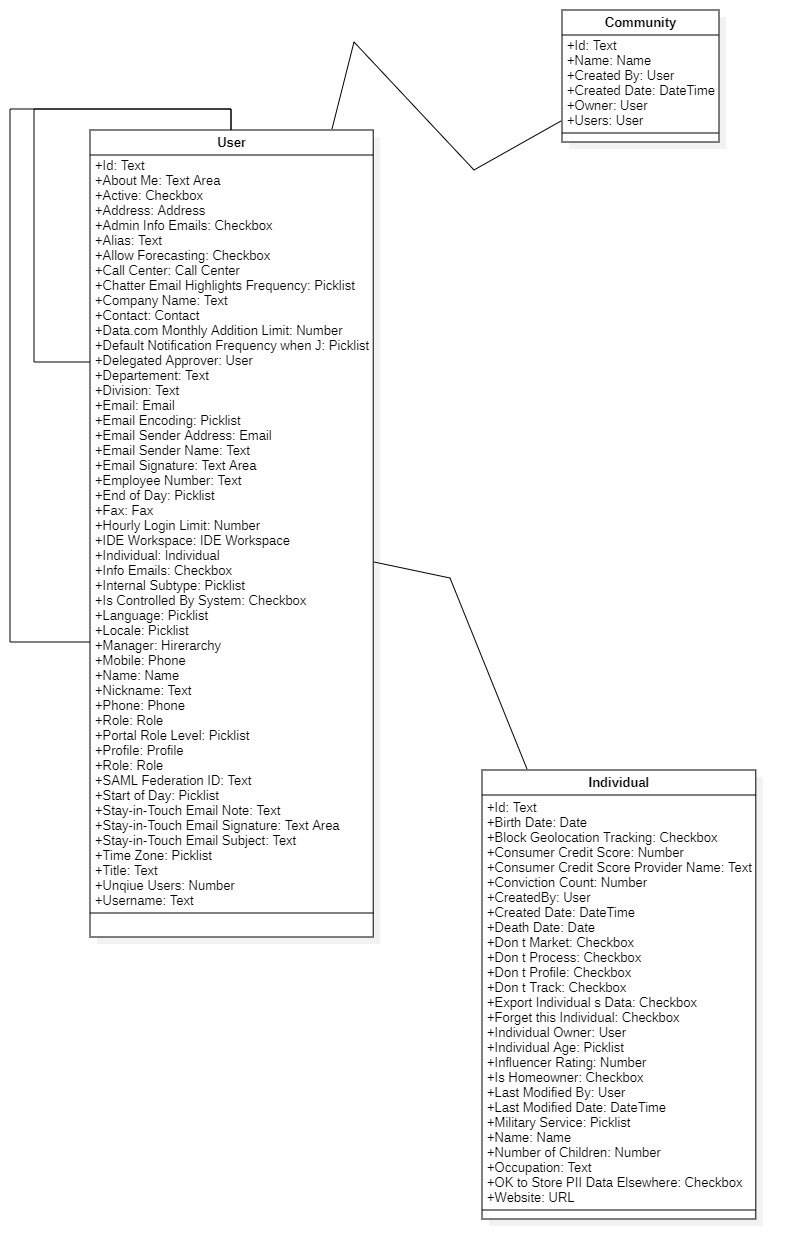 Community
+Id: Text
+Name: Name
+Created By: User
+Created Date: DateTime
+Owner: User
+Users: User
User
+Id: Text
+About Me: Text Area
+Active: Checkbox
+Address: Address
+Admin Info Emails: Checkbox
+Alias: Text
+Allow Forecasting: Checkbox
+Call Center: Call Center
+Chatter Email Highlights Frequency: Picklist
+Company Name: Text
+Contact: Contact
+Data.com Monthly Addition Limit: Number
+Default Notification Frequency when J: Picklist
+Delegated Approver: User
+Departement: Text
+Division: Text
+Email: Email
+Email Encoding: Picklist
+Email Sender Address: Email
+Email Sender Name: Text
+Email Signature: Text Area
+Employee Number: Text
+End of Day: Picklist
+Fax: Fax
+Hourly Login Limit: Number
+IDE Workspace: IDE Workspace
+Individual: Individual
+Info Emails: Checkbox
+Internal Subtype: Picklist
+Is Controlled By System: Checkbox
+Language: Picklist
+Locale: Picklist
+Manager: Hirerarchy
+Mobile: Phone
+Name: Name
+Nickname: Text
+Phone: Phone
+Role: Role
+Portal Role Level: Picklist
+Profile: Profile
+Role: Role
+SAML Federation ID: Text
+Start of Day: Picklist
+Stay-in-Touch Email Note: Text
+Stay-in-Touch Email Signature: Text Area
+Stay-in-Touch Email Subject: Text
+Time Zone: Picklist
+Title: Text
+Unqiue Users: Number
+Username: Text
Individual
+Id: Text
+Birth Date: Date
+Block Geolocation Tracking: Checkbox
+Consumer Credit Score: Number
+Consumer Credit Score Provider Name: Text
+Conviction Count: Number
+CreatedBy: User
+Created Date: DateTime
+Death Date: Date
+Don t Market: Checkbox
+Don t Process: Checkbox
+Don t Profile: Checkbox
+Don t Track: Checkbox
+Export Individual s Data: Checkbox
+Forget this Individual: Checkbox
+Individual Owner: User
+Individual Age: Picklist
+Influencer Rating: Number
+Is Homeowner: Checkbox
+Last Modified By: User
+Last Modified Date: DateTime
+Military Service: Picklist
+Name: Name
+Number of Children: Number
+Occupation: Text
+OK to Store PII Data Elsewhere: Checkbox
+Website: URL